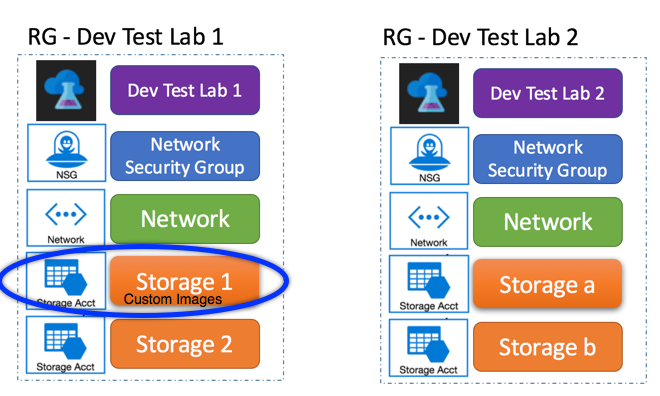 RG - Dev Test Lab 1
Dev Test Lab 1
NSG
Network
Security Group
Network
Network
Storage Acct
Storage 1
Custom Images
Storage Acct
Storage 2
RG - Dev Test Lab 2
Dev Test Lab 2
NSG
Network
Security Group
Network
Network
Storage Acct
Storage a
Storage Acct
Storage b